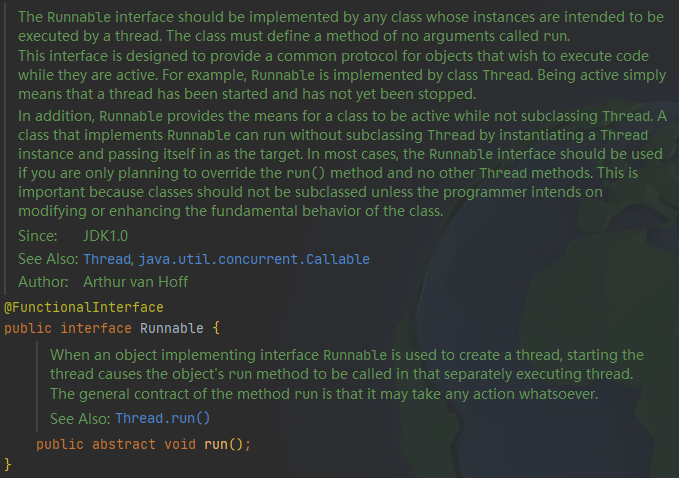 The Runnable interface should be implemented by any class whose instances are intended to be
executed by a thread. The class must define a method of no arguments called run.
This interface is designed to provide a common protocol for objects that wish to execute code
while they are active. For example, Runnable is implemented by class Thread. Being active simply
means that a thread has been started and has not yet been stopped.
In addition, Runnable provides the means for a class to be active while not subclassing Thread. A
class that implements Runnable can run without subclassing Thread by instantiating a Thread
instance and passing itself in as the target. In most cases, the Runnable interface should be used
if you are only planning to override the run() method and no other Thread methods. This is
important because classes should not be subclassed unless the programmer intends on
modifying or enhancing the fundamental behavior of the class.
Since: JDK1.0
See Also: Thread, java.util.concurrent.Callable
Author: Arthur van Hoff
@FunctionalInterface
public interface Runnable {
When an object implementing interface Runnable is used to create a thread, starting the
thread causes the object's run method to be called in that separately executing thread.
The general contract of the method run is that it may take any action whatsoever.
See Also: Thread.run()
public abstract void run();
}